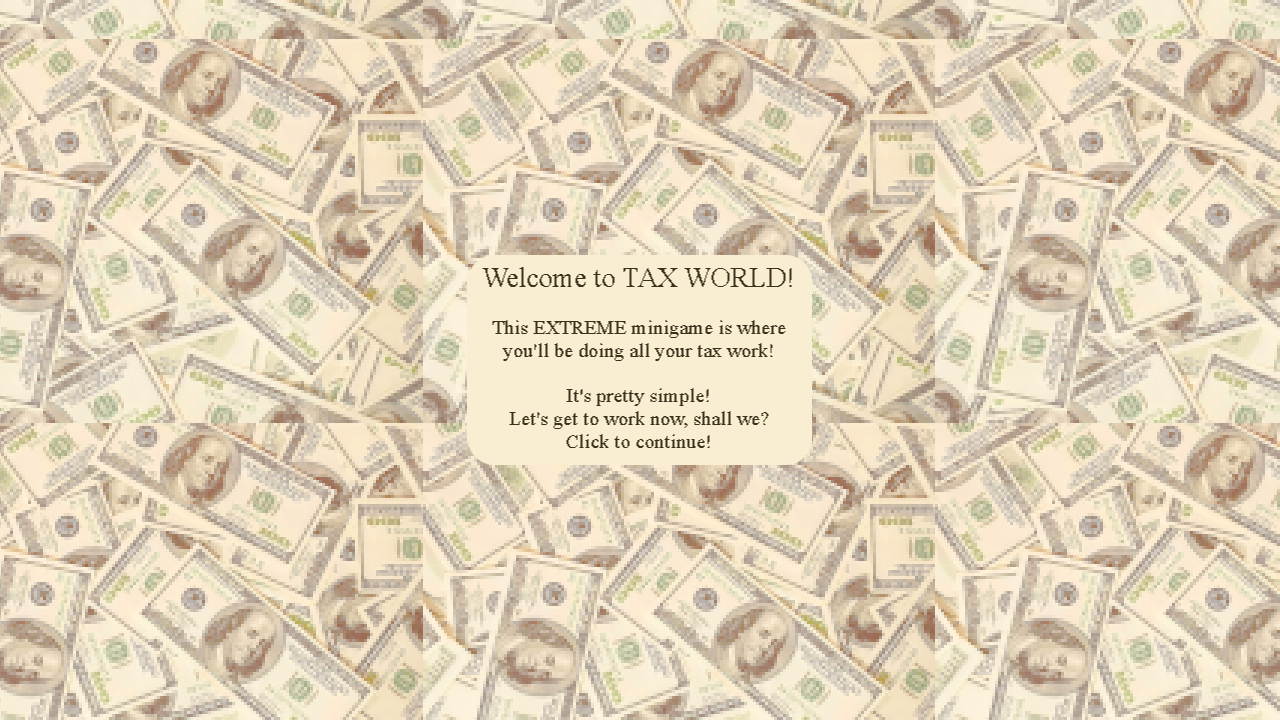 Welcome to TAX WORLD!
This EXTREME minigame is where
you'll be doing all your tax work!
It's pretty simple!
Let's get to work now, shall we?
Click to continue!